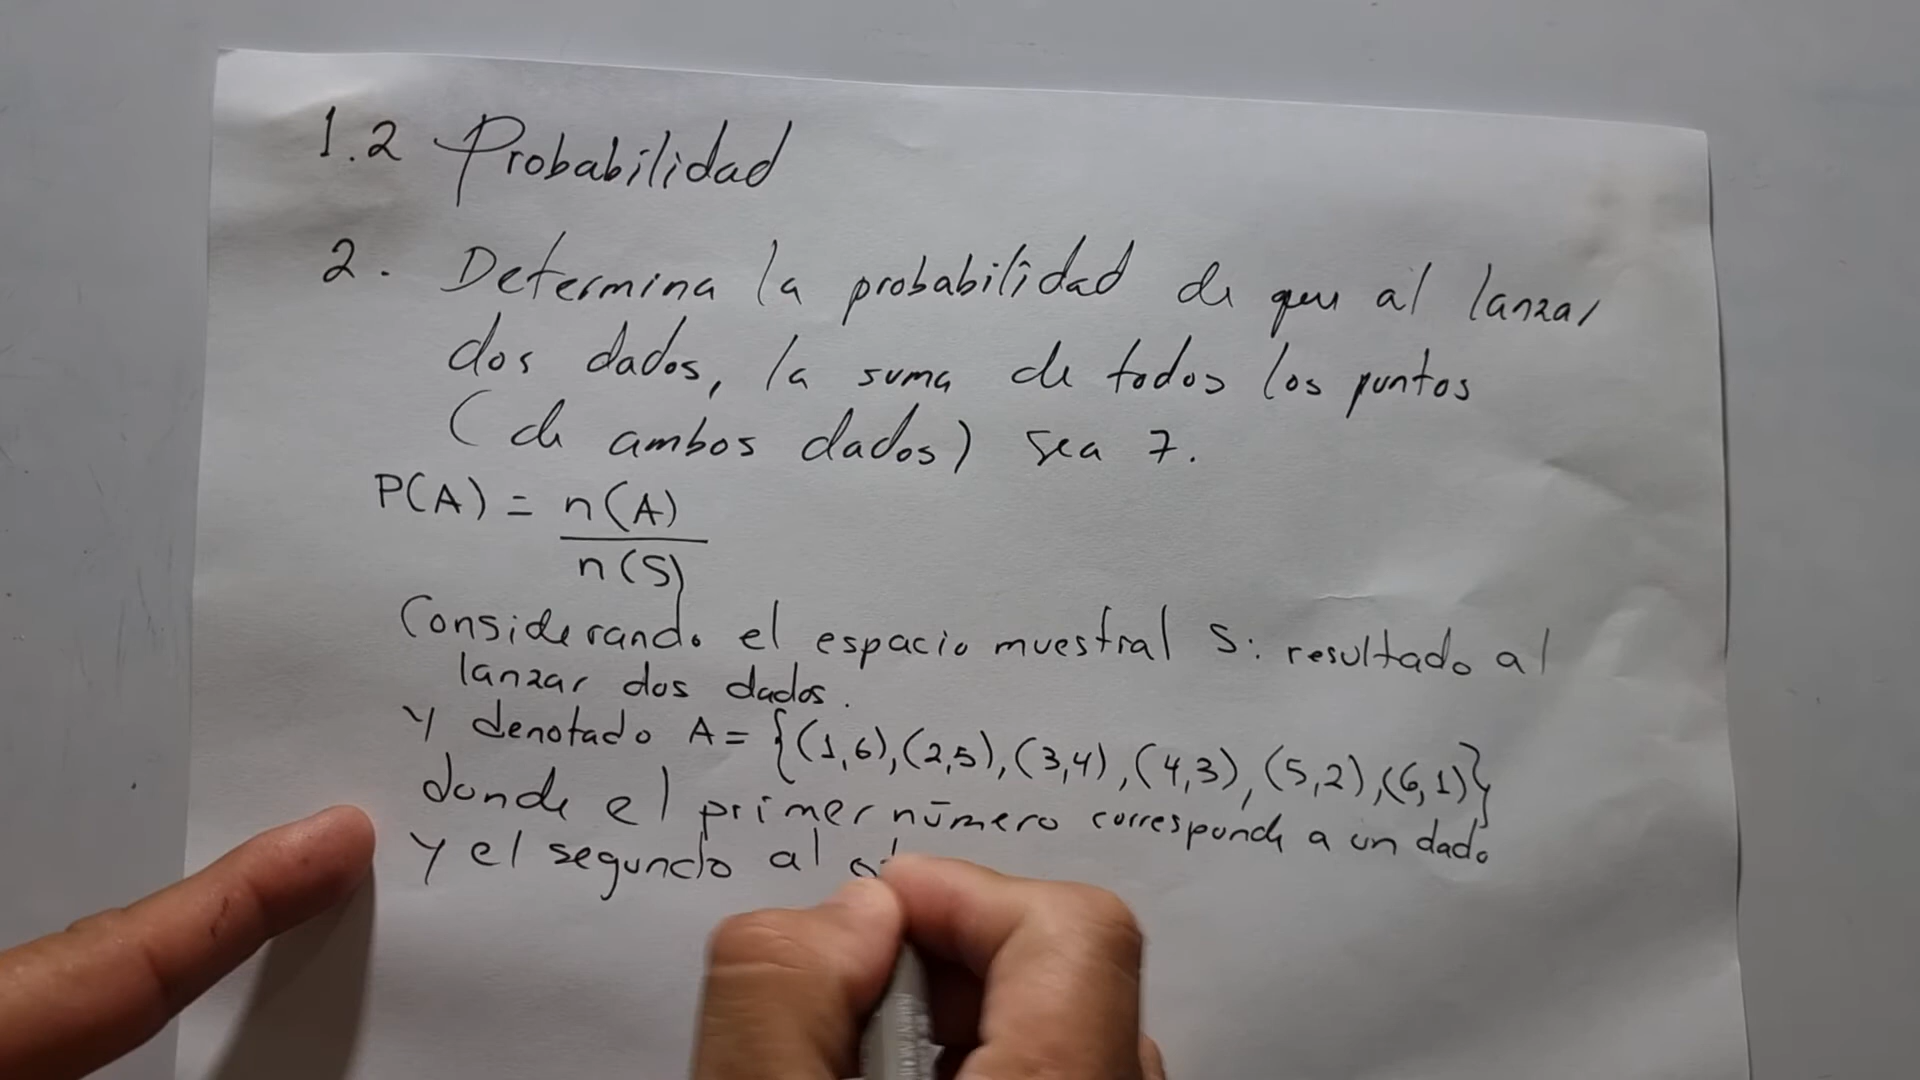 1.2 Probabilidad
2. Determina la probabilidad de que al lanzar
dos dados, la suma de todos los puntos
(de ambos dados) sea 7.
P(A) = n(A)
n(S)
Considerando el espacio muestral S: resultado al
lanzar dos dados.
y denotado A = {(1,6),(2,5),(3,4),(4,3),(5,2),(6,1)}
donde el primer número corresponde a un dado
y el segundo al